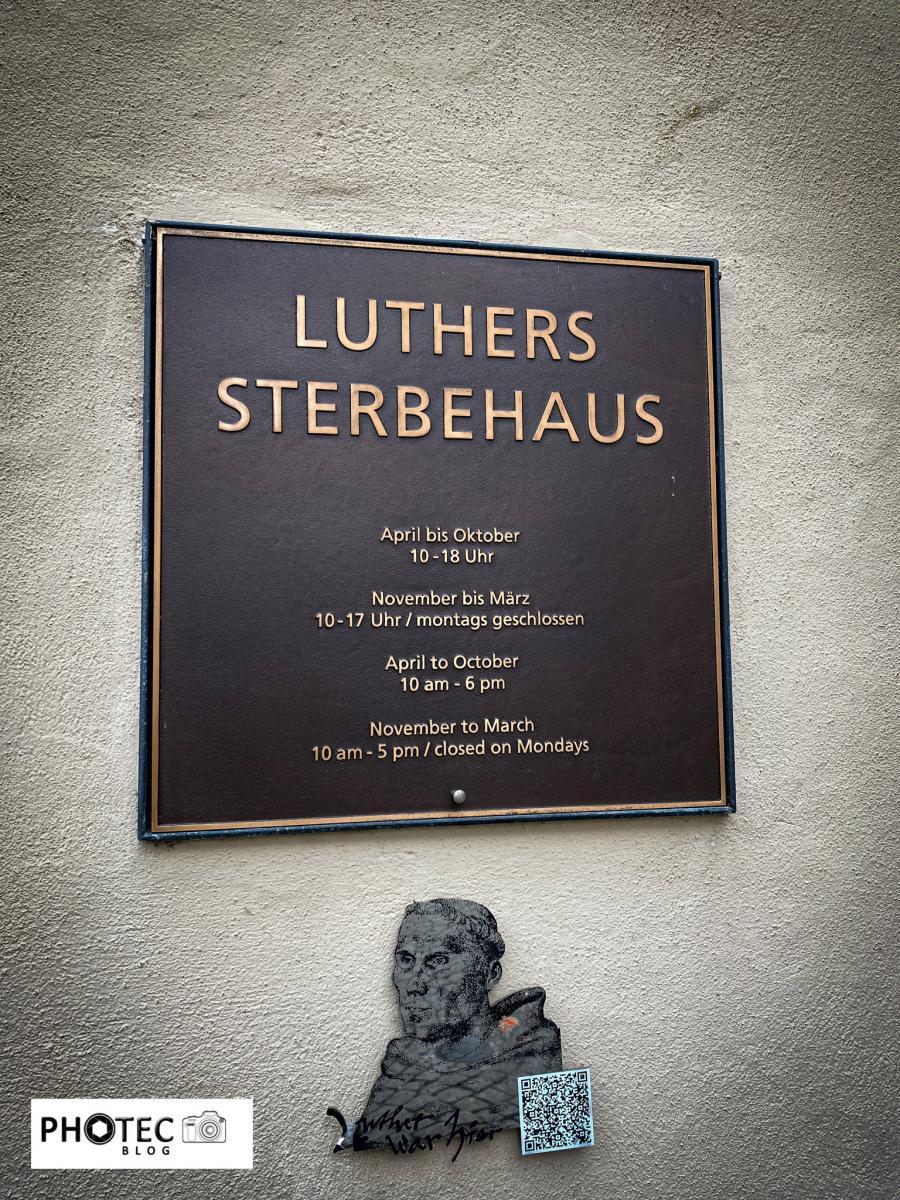 LUTHERS
STERBEHAUS
April bis Oktober
10-18 Uhr
November bis März
10-17 Uhr / montags geschlossen
April to October
10 am - 6 pm
November to March
10 am - 5 pm / closed on Mondays
Luther
war hier
PHOTEC
BLOG